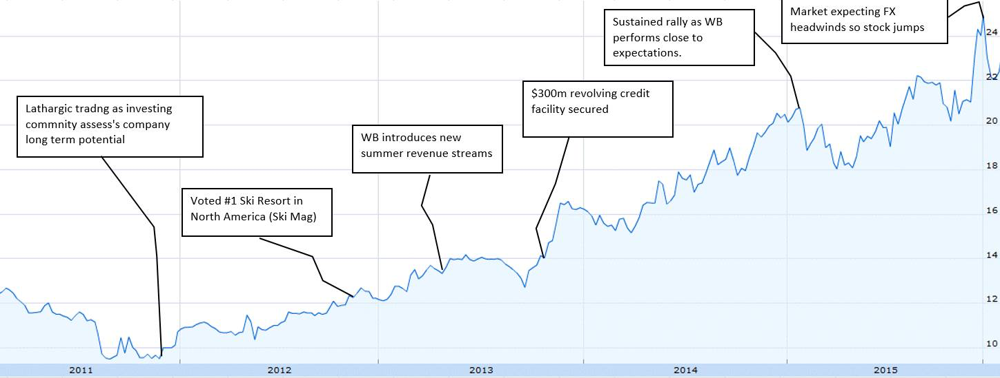 Market expecting FX
headwinds so stock jumps
Sustained rally as WB
performs close to
expectations.
$300m revolving credit
facility secured
Lathargic tradng as investing
commnity assess's company
long term potential
WB introduces new
summer revenue streams
Voted #1 Ski Resort in
North America (Ski Mag)
24
22
20
18
16
14
12
10
2011
2012
2013
2014
2015